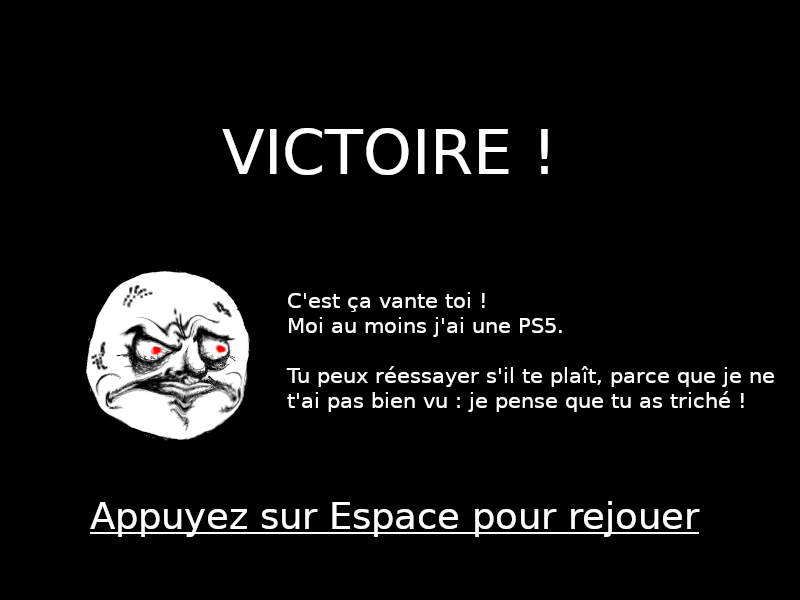 VICTOIRE !
C'est ça vante toi !
Moi au moins j'ai une PS5.
Tu peux réessayer s'il te plaît, parce que je ne
t'ai pas bien vu : je pense que tu as triché !
Appuyez sur Espace pour rejouer